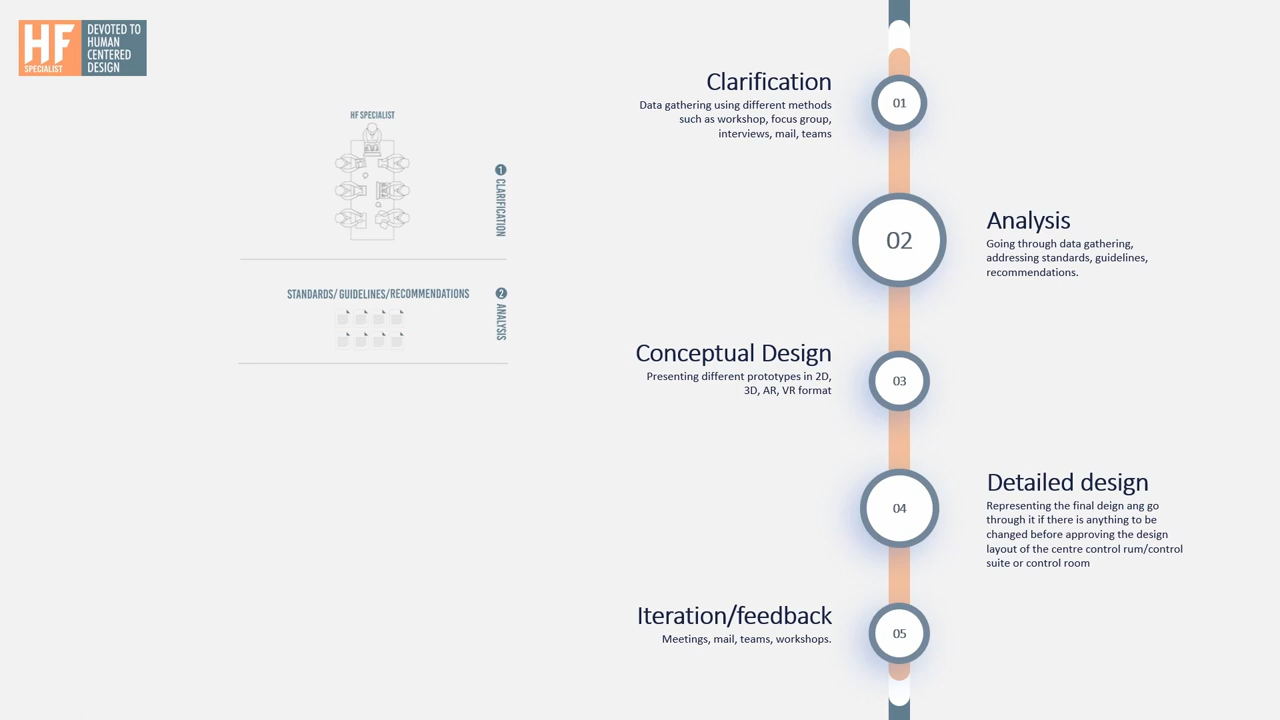 HF
SPECIALIST
DEVOTED TO
HUMAN
CENTERED
DESIGN
HF SPECIALIST
1 CLARIFICATION
STANDARDS/ GUIDELINES/RECOMMENDATIONS
2 ANALYSIS
Clarification
Data gathering using different methods
such as workshop, focus group,
interviews, mail, teams
01
02
Analysis
Going through data gathering,
addressing standards, guidelines,
recommendations.
Conceptual Design
Presenting different prototypes in 2D,
3D, AR, VR format
03
04
Detailed design
Representing the final deign ang go
through it if there is anything to be
changed before approving the design
layout of the centre control rum/control
suite or control room
Iteration/feedback
Meetings, mail, teams, workshops.
05